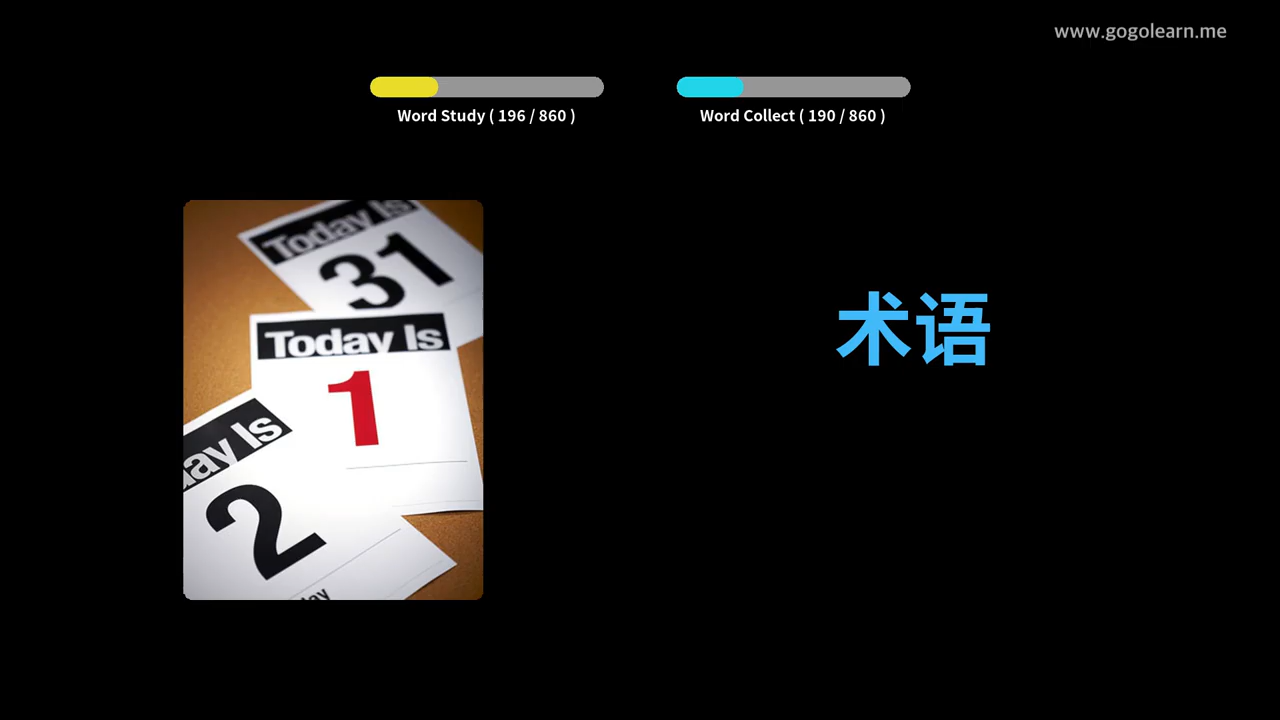 www.gogolearn.me
Word Study ( 196 / 860 )
Word Collect ( 190 / 860 )
Today Is
31
Today Is
1
术语
ay Is
2